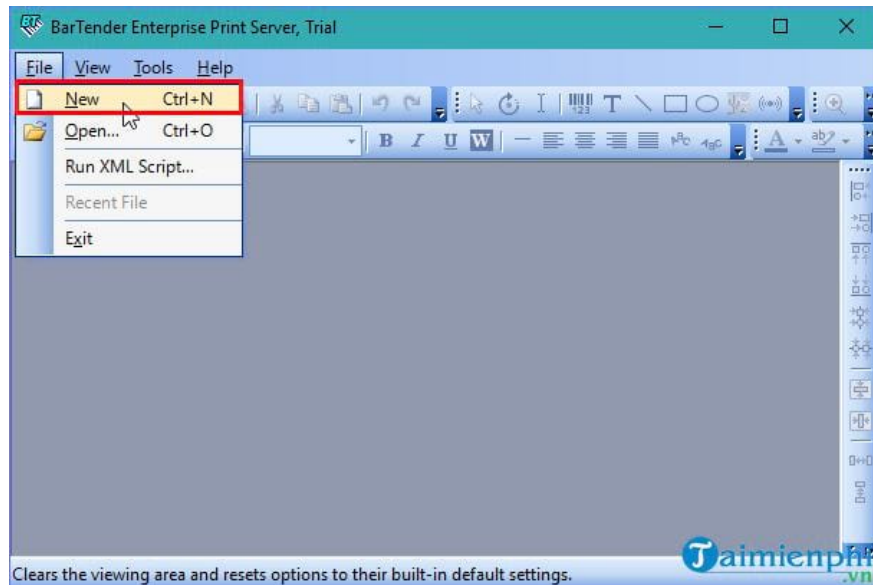 BarTender Enterprise Print Server, Trial
File View Tools Help
New Ctrl+N
Open... Ctrl+O
Run XML Script...
Recent File
Exit
B I U W
T
A
Clears the viewing area and resets options to their built-in default settings.
Taimienphi
.vn